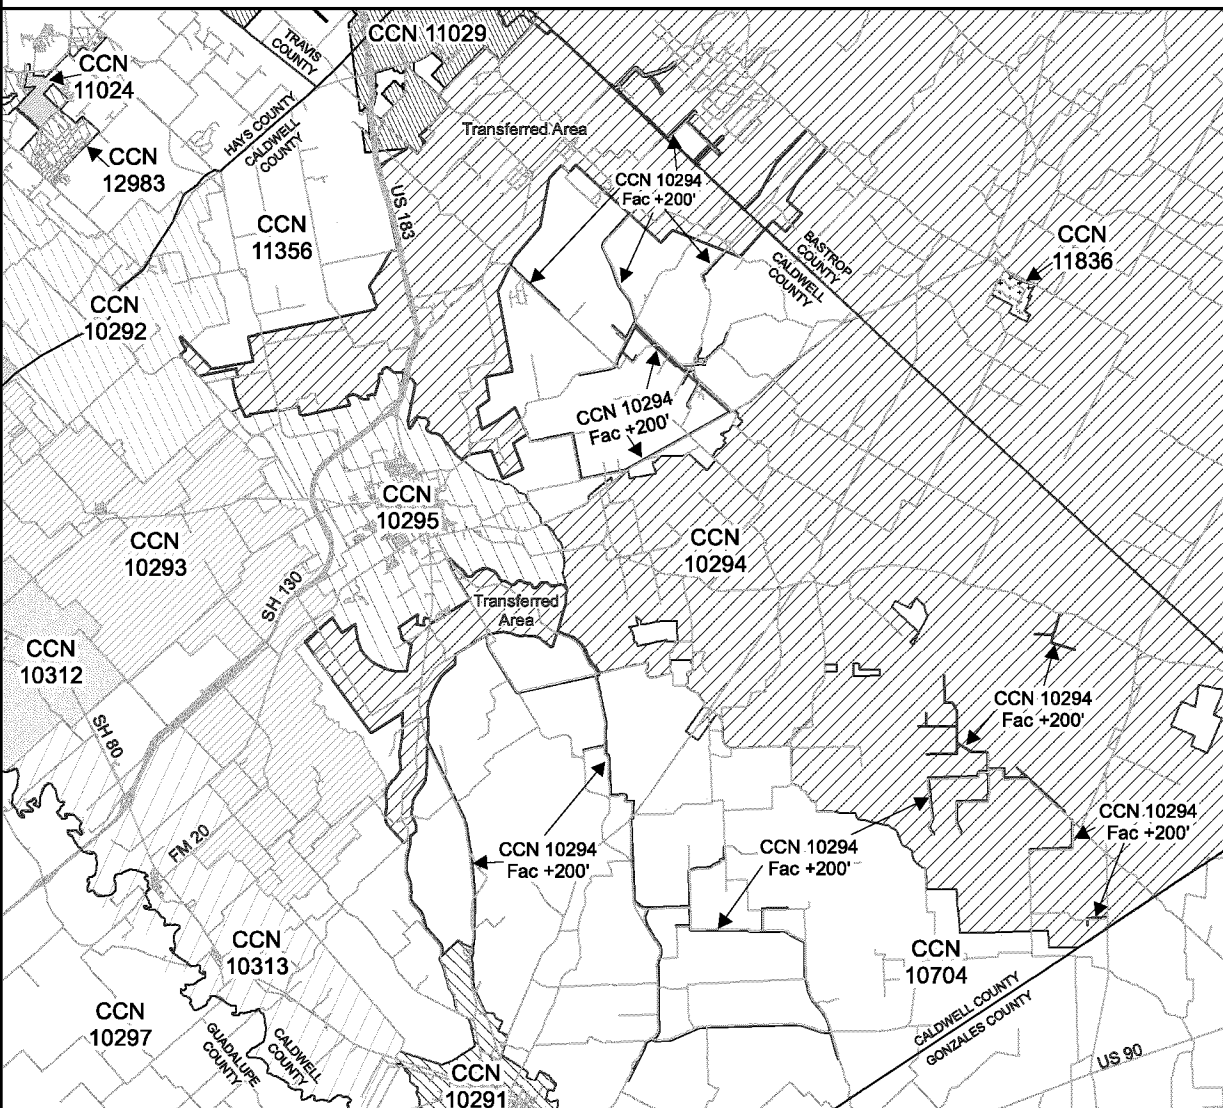 CCN 11029
TRAVIS
COUNTY
CCN
11024
HAYS COUNTY
CALDWELL
COUNTY
Transferred Area
CCN
12983
CCN 10294
Fac +200'
US 183
CCN
11356
BASTROP
COUNTY
CALDWELL
COUNTY
CCN
11836
CCN
10292
CCN 10294
Fac +200'
CCN
10295
CCN
10293
CCN
10294
SH 130
Transferred
Area
CCN
10312
CCN 10294
Fac +200'
SH 80
CCN 10294
Fac +200'
FM 20
CCN 10294
Fac +200'
CCN 10294
Fac +200'
CCN
10313
CCN
10704
CALDWELL COUNTY
GONZALES COUNTY
CCN
10297
GUADALUPE
COUNTY
CALDWELL
COUNTY
US 90
CCN
10291